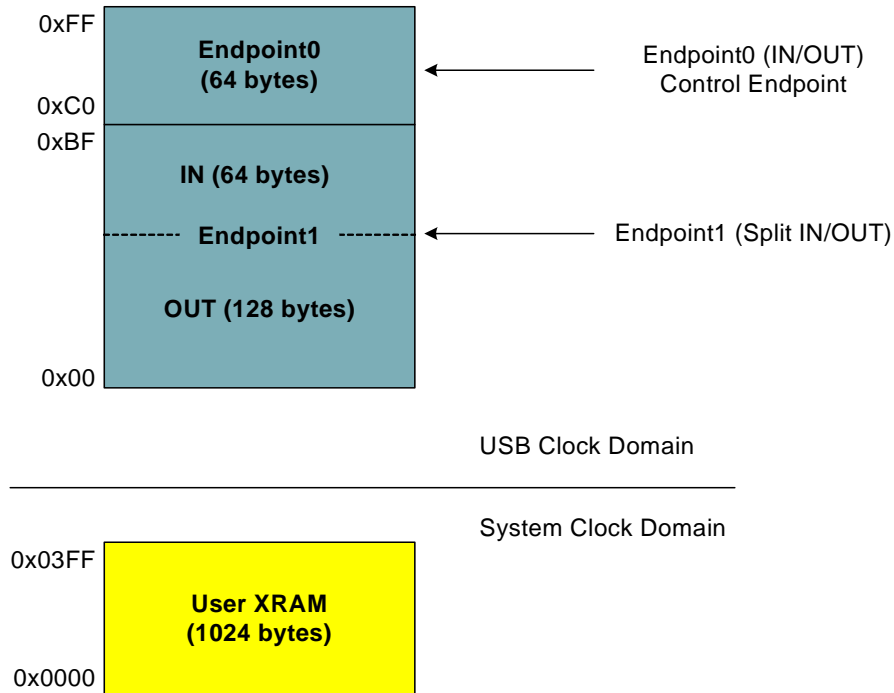 0xFF
Endpoint0
(64 bytes)
Endpoint0 (IN/OUT)
Control Endpoint
0xC0
0xBF
IN (64 bytes)
Endpoint1
Endpoint1 (Split IN/OUT)
OUT (128 bytes)
0x00
USB Clock Domain
System Clock Domain
0x03FF
User XRAM
(1024 bytes)
0x0000